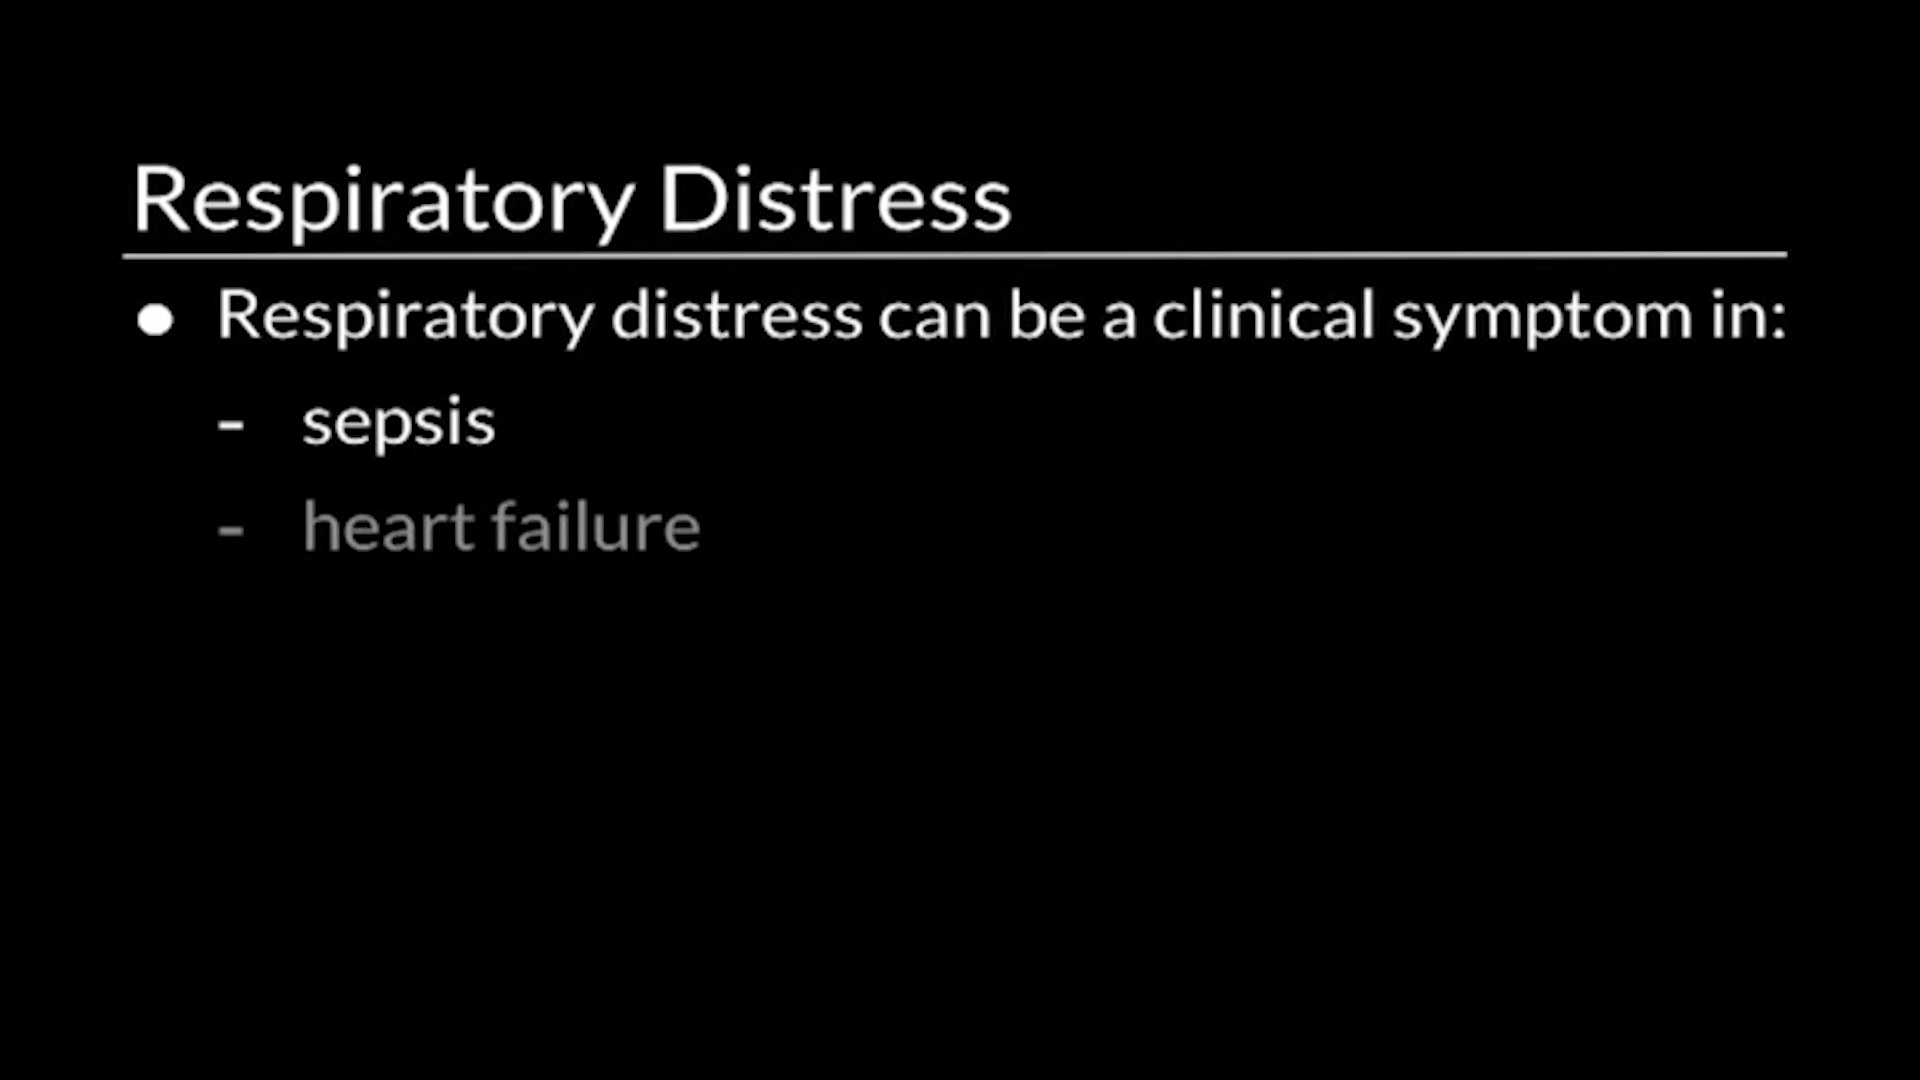 Respiratory Distress
● Respiratory distress can be a clinical symptom in:
- sepsis
- heart failure